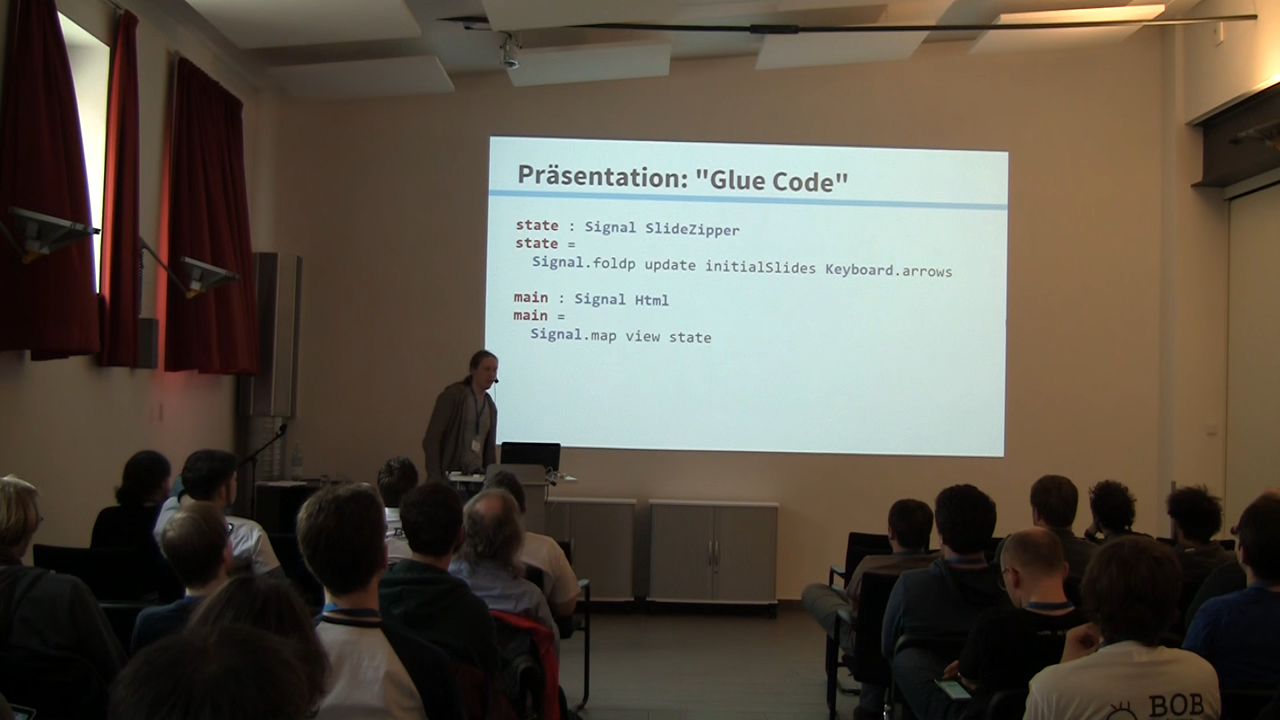 Präsentation: "Glue Code"
state : Signal SlideZipper
state =
Signal.foldp update initialSlides Keyboard.arrows
main : Signal Html
main =
Signal.map view state
BOB